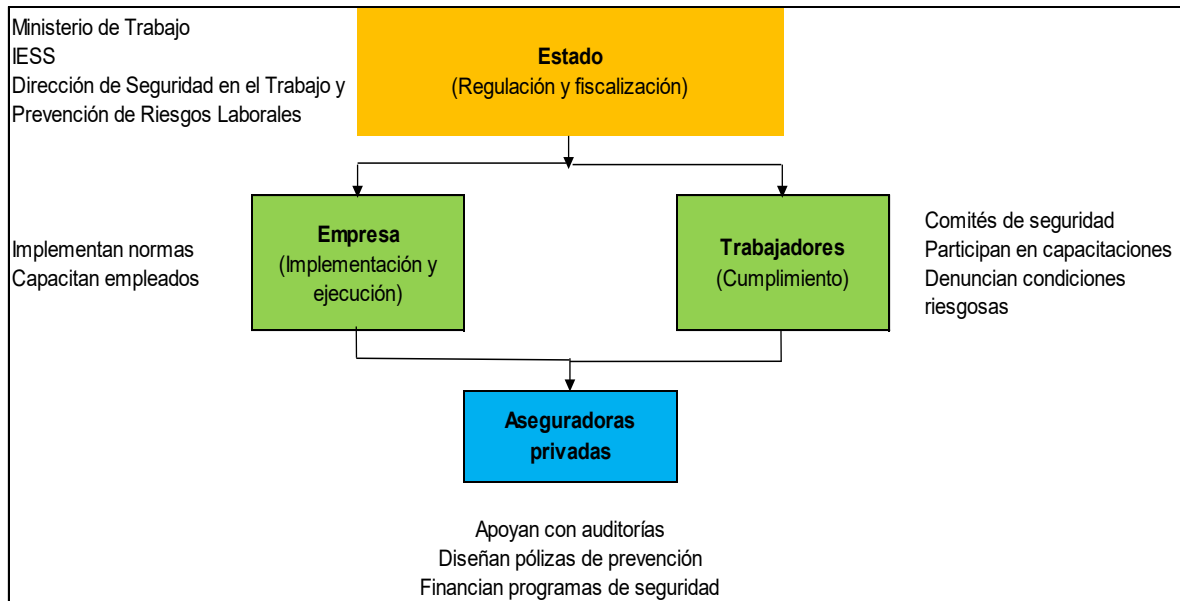 Ministerio de Trabajo
IESS
Dirección de Seguridad en el Trabajo y
Prevención de Riesgos Laborales
Estado
(Regulación y fiscalización)
Implementan normas
Capacitan empleados
Empresa
(Implementación y
ejecución)
Trabajadores
(Cumplimiento)
Comités de seguridad
Participan en capacitaciones
Denuncian condiciones
riesgosas
Aseguradoras
privadas
Apoyan con auditorías
Diseñan pólizas de prevención
Financian programas de seguridad